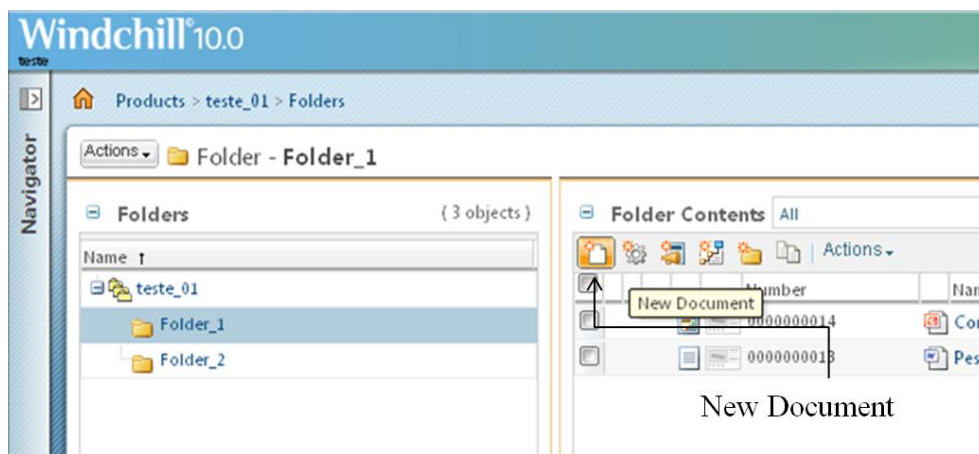 Windchill®10.0
teste
Products > teste_01 > Folders
Navigator
Actions
Folder - Folder_1
Folders
(3 objects)
Folder Contents
All
Actions
Name
teste_01
Folder_1
Folder_2
Number
New Document
0000000014
0000000013
New Document